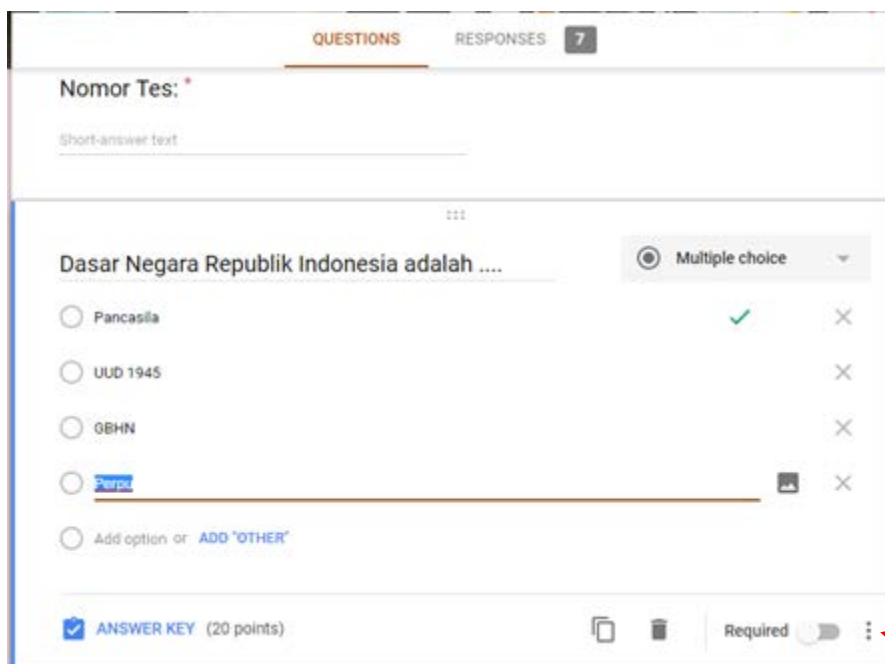 QUESTIONS RESPONSES 7
Nomor Tes: *
Short-answer text
Dasar Negara Republik Indonesia adalah .... Multiple choice
Pancasila
UUD 1945
GBHN
Perpu
Add option or ADD "OTHER"
ANSWER KEY (20 points) Required